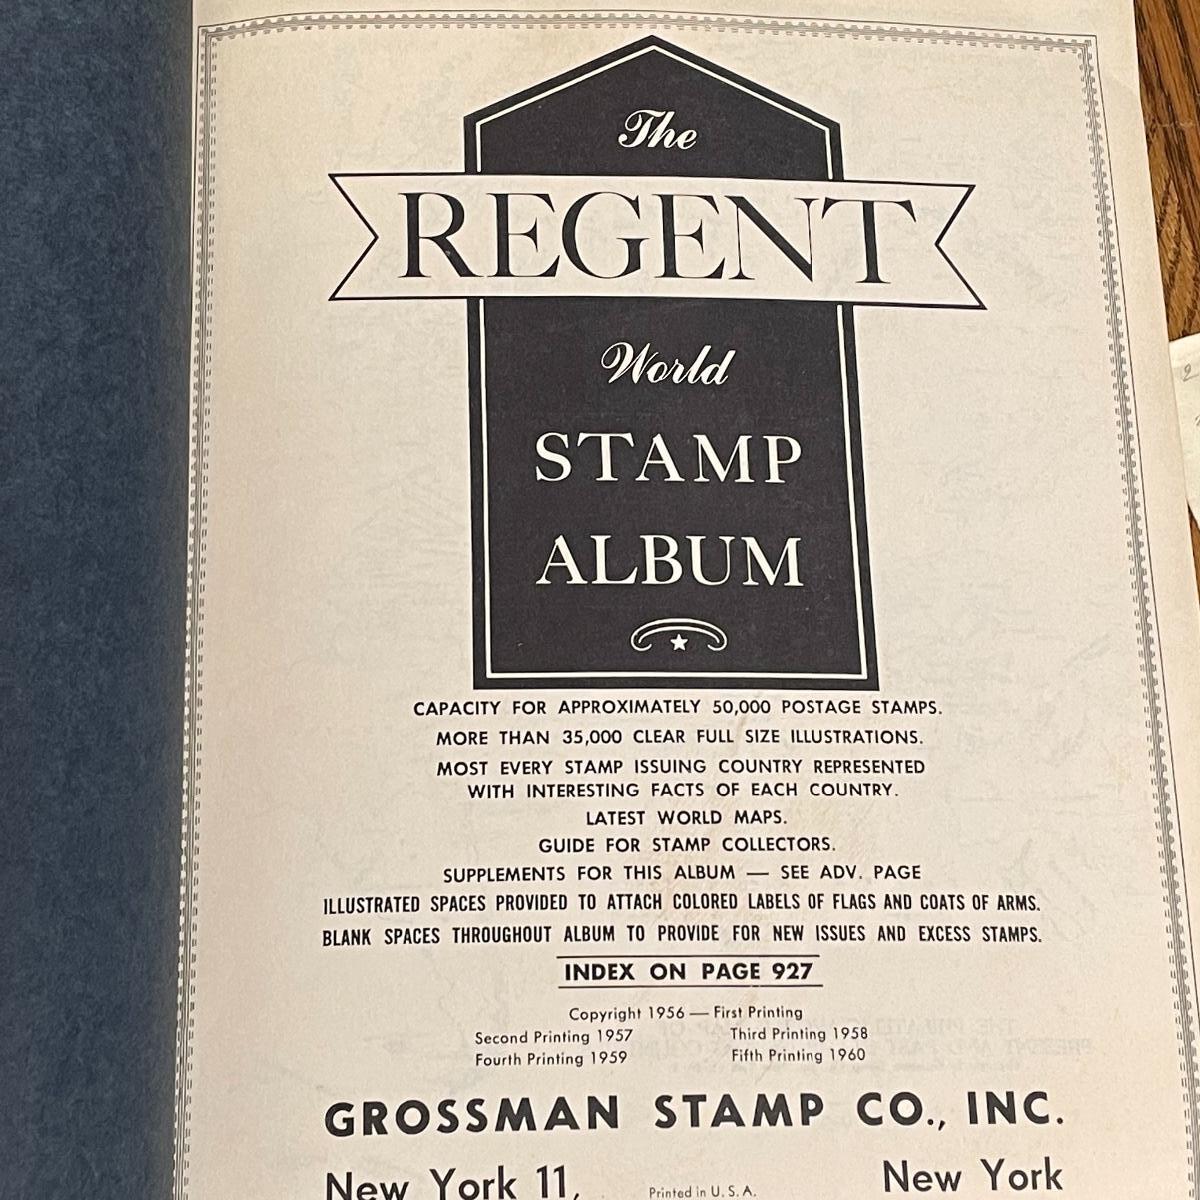 The
REGENT
World
STAMP
ALBUM
CAPACITY FOR APPROXIMATELY 50,000 POSTAGE STAMPS.
MORE THAN 35,000 CLEAR FULL SIZE ILLUSTRATIONS.
MOST EVERY STAMP ISSUING COUNTRY REPRESENTED
WITH INTERESTING FACTS OF EACH COUNTRY.
LATEST WORLD MAPS.
GUIDE FOR STAMP COLLECTORS.
SUPPLEMENTS FOR THIS ALBUM — SEE ADV. PAGE
ILLUSTRATED SPACES PROVIDED TO ATTACH COLORED LABELS OF FLAGS AND COATS OF ARMS.
BLANK SPACES THROUGHOUT ALBUM TO PROVIDE FOR NEW ISSUES AND EXCESS STAMPS.
INDEX ON PAGE 927
Copyright 1956 — First Printing
Second Printing 1957 Third Printing 1958
Fourth Printing 1959 Fifth Printing 1960
GROSSMAN STAMP CO., INC.
New York 11, Printed in U. S. A. New York